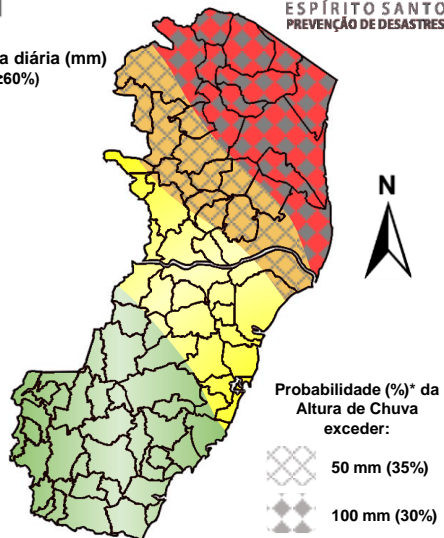 ESPÍRITO SANTO
PREVENÇÃO DE DESASTRES
diária (mm)
60%)
N
Probabilidade (%)* da
Altura de Chuva
exceder:
50 mm (35%)
100 mm (30%)